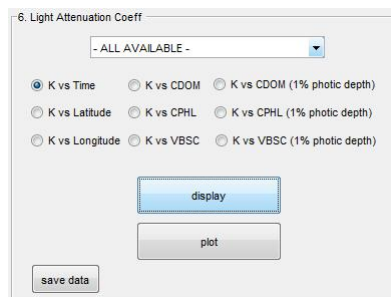 6. Light Attenuation Coeff
- ALL AVAILABLE -
K vs Time K vs CDOM K vs CDOM (1% photic depth)
K vs Latitude K vs CPHL K vs CPHL (1% photic depth)
K vs Longitude K vs VBSC K vs VBSC (1% photic depth)
display
plot
save data